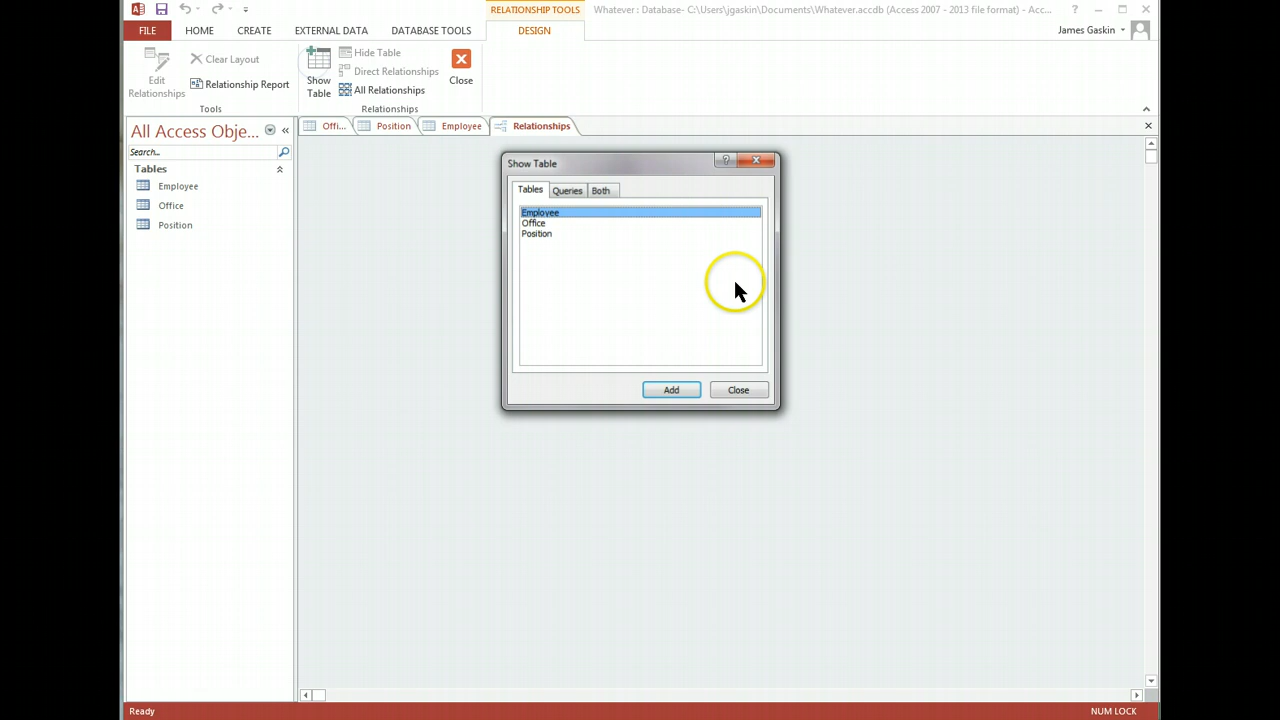 RELATIONSHIP TOOLS
Whatever : Database- C:\Users\jgaskin\Documents\Whatever.accdb (Access 2007 - 2013 file format) - Acc...
?
FILE
HOME
CREATE
EXTERNAL DATA
DATABASE TOOLS
DESIGN
James Gaskin
Edit Relationships
Clear Layout
Relationship Report
Tools
Show Table
Hide Table
Direct Relationships
All Relationships
Relationships
Close
All Access Obje...
Search...
Tables
Employee
Office
Position
Offi...
Position
Employee
Relationships
Show Table
?
Tables
Queries
Both
Employee
Office
Position
Add
Close
Ready
NUM LOCK